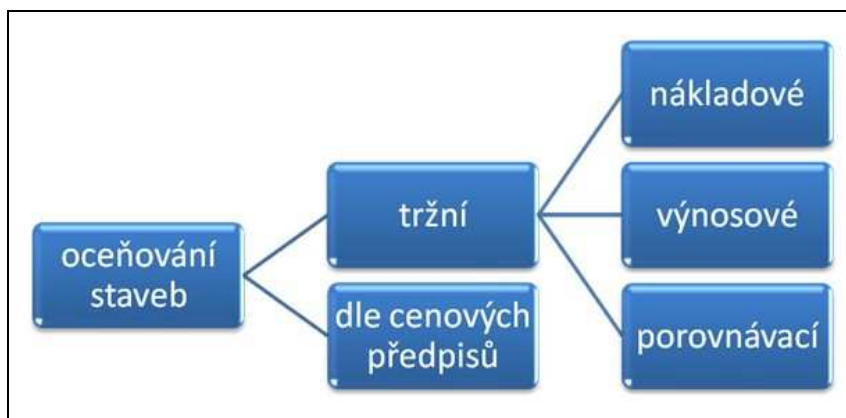 oceňování
staveb
tržní
dle cenových
předpisů
nákladové
výnosové
porovnávací